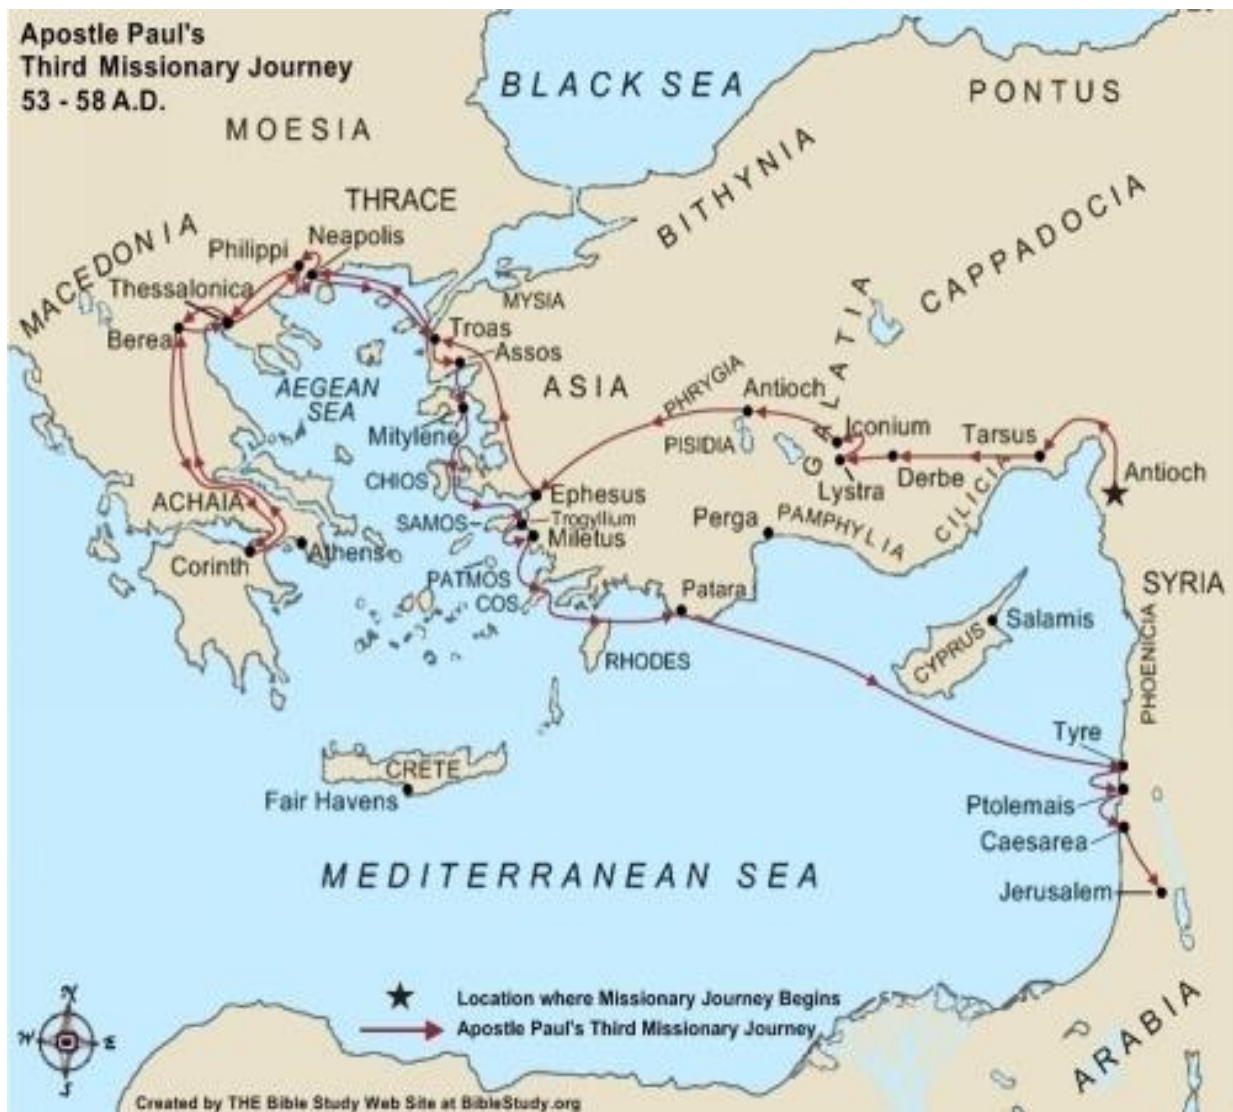 Apostle Paul's
Third Missionary Journey
53 - 58 A.D.
BLACK SEA
PONTUS
MOESIA
BITHYNIA
THRACE
CAPPADOCIA
MACEDONIA
Neapolis
Philippi
Thessalonica
MYSIA
GALATIA
Berea
Troas
Assos
AEGEAN
SEA
ASIA
PHRYGIA
Antioch
Mitylene
PISIDIA
Iconium
Tarsus
CHIOS
Lystra
Derbe
CILICIA
Antioch
ACHAIA
Ephesus
SAMOS
Trogyllium
Perga
PAMPHYLIA
Miletus
Athens
Corinth
PATMOS
COS
Patara
SYRIA
Salamis
CYPRUS
RHODES
PHOENICIA
Tyre
CRETE
Fair Havens
Ptolemais
Caesarea
MEDITERRANEAN SEA
Jerusalem
ARABIA
Location where Missionary Journey Begins
Apostle Paul's Third Missionary Journey
N
W
E
S
Created by THE Bible Study Web Site at BibleStudy.org